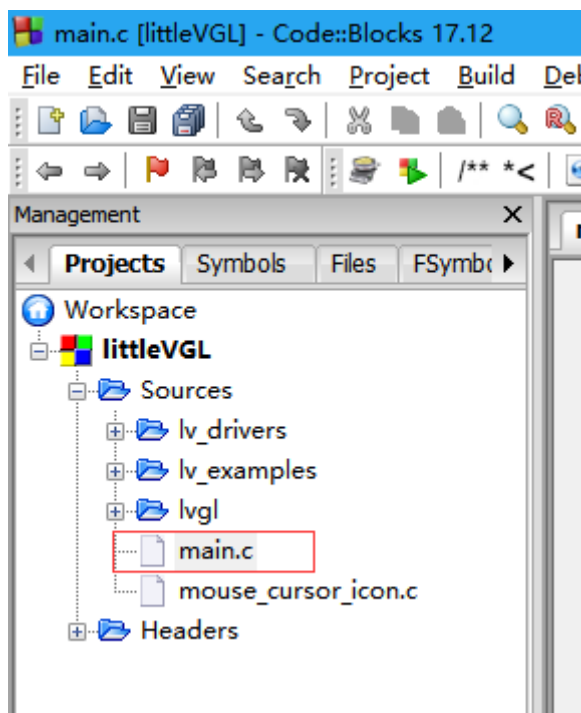 main.c [littleVGL] - Code::Blocks 17.12
File Edit View Search Project Build
/** *<
Management
Projects Symbols Files
Workspace
littleVGL
Sources
lv_drivers
lv_examples
lvgl
main.c
mouse_cursor_icon.c
Headers